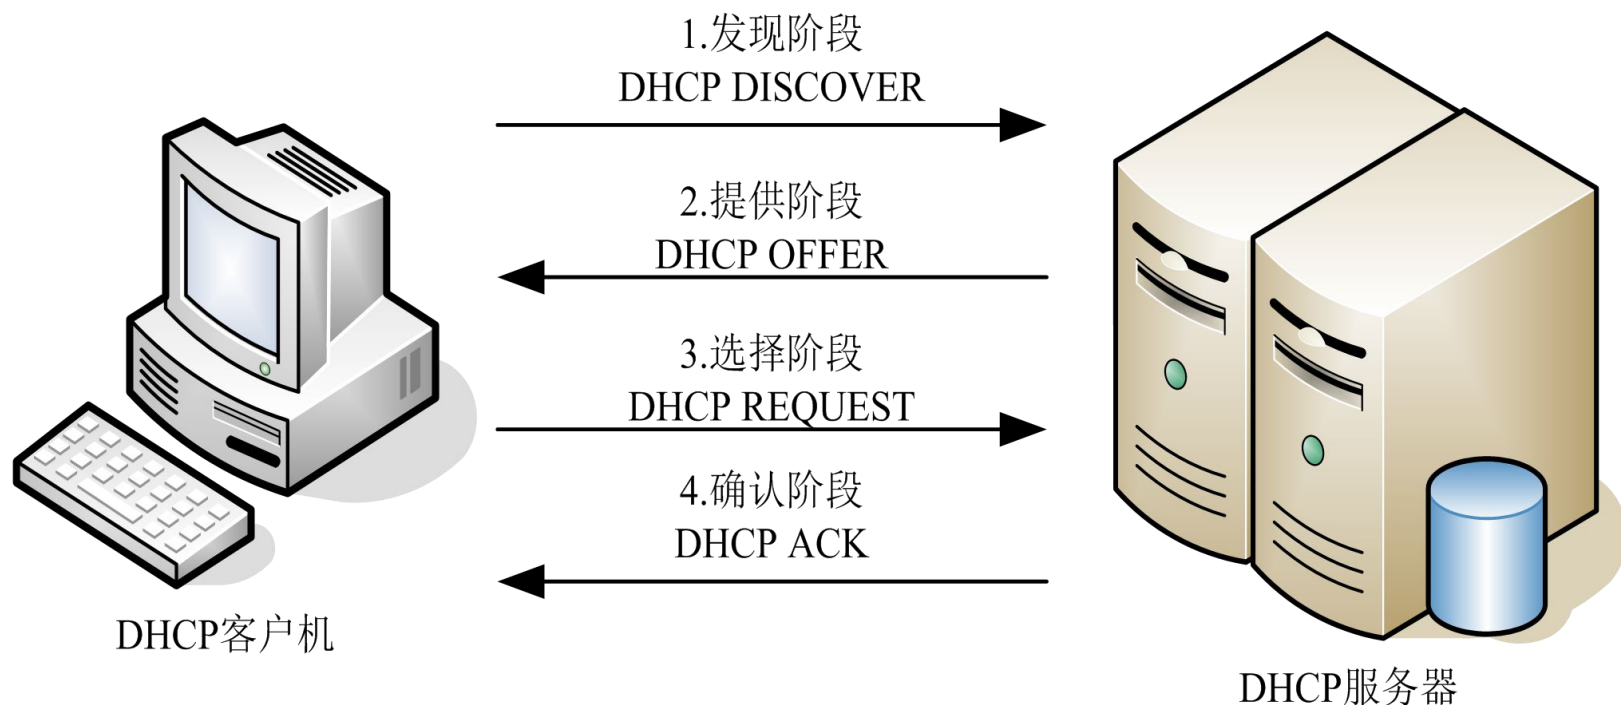 1.发现阶段
DHCP DISCOVER
2.提供阶段
DHCP OFFER
3.选择阶段
DHCP REQUEST
4.确认阶段
DHCP ACK
DHCP客户机
DHCP服务器